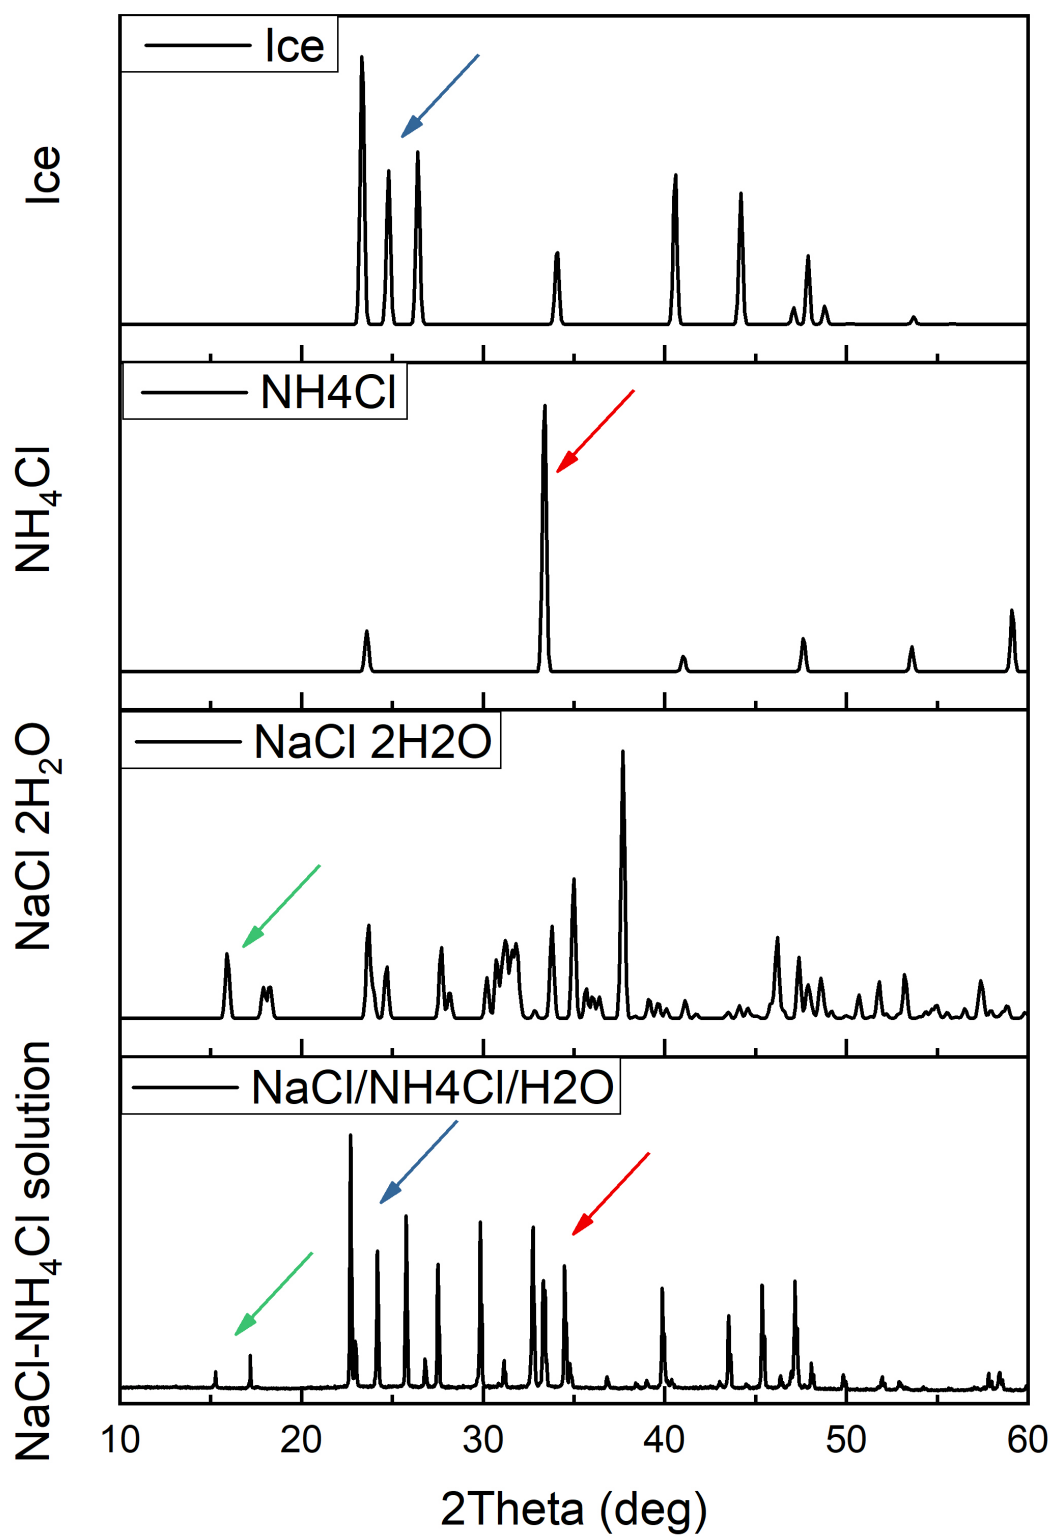 Ice
Ice
NH4Cl
NH₄Cl
NaCl 2H2O
NaCl 2H₂O
NaCl/NH4Cl/H2O
NaCl-NH₄Cl solution
10 20 30 40 50 60
2Theta (deg)